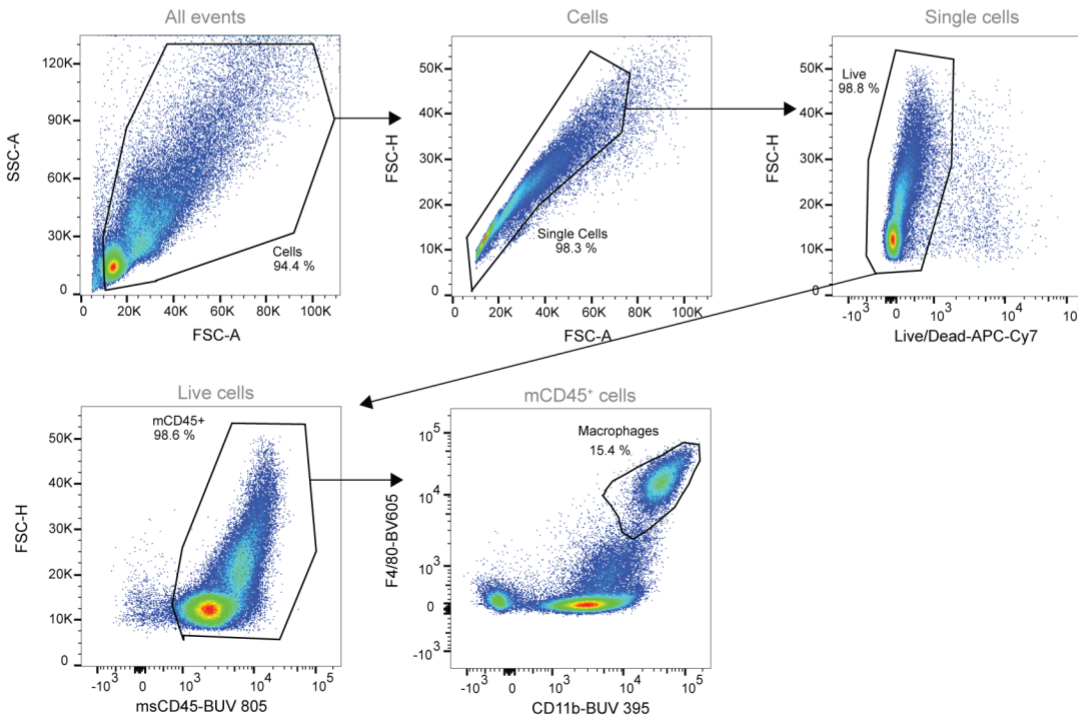 All events
Cells
Single cells
120K
90K
60K
30K
0
SSC-A
Cells
94.4 %
0
20K
40K
60K
80K
100K
FSC-A
50K
40K
30K
20K
10K
0
FSC-H
Single Cells
98.3 %
0
20K
40K
60K
80K
100K
FSC-A
50K
40K
30K
20K
10K
0
FSC-H
Live
98.8 %
-10³
0
10³
10⁴
10
Live/Dead-APC-Cy7
Live cells
mCD45⁺ cells
50K
40K
30K
20K
10K
0
FSC-H
mCD45+
98.6 %
-10³
0
10³
10⁴
10⁵
msCD45-BUV 805
10⁵
10⁴
10³
0
-10³
F4/80-BV605
Macrophages
15.4 %
-10³
0
10³
10⁴
10⁵
CD11b-BUV 395